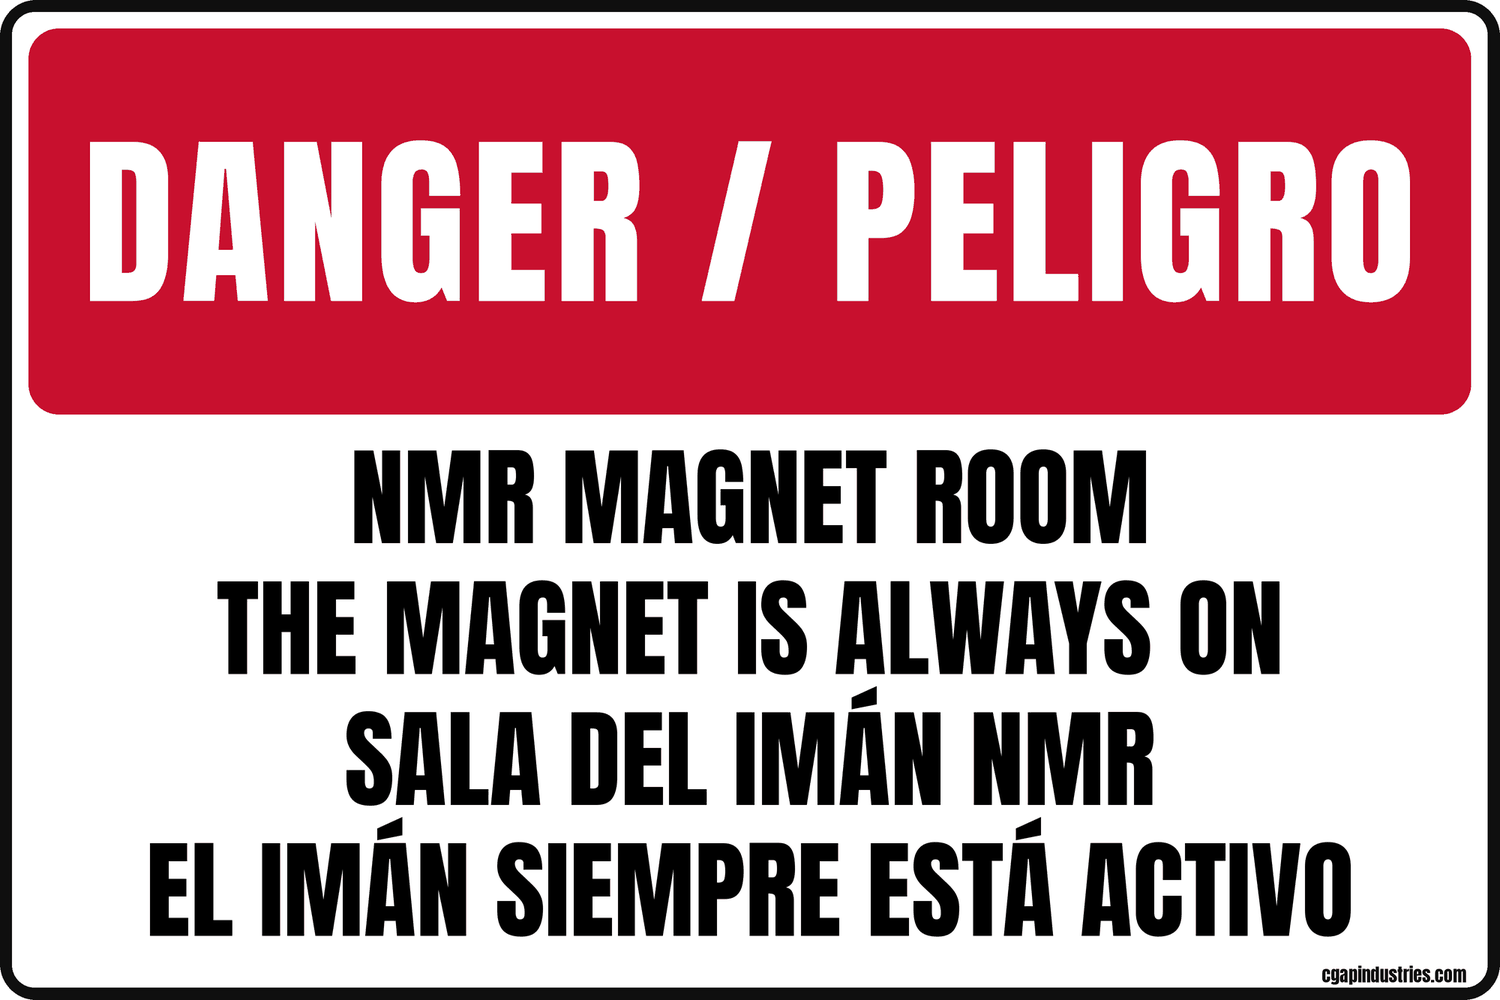 DANGER / PELIGRO
NMR MAGNET ROOM
THE MAGNET IS ALWAYS ON
SALA DEL IMÁN NMR
EL IMÁN SIEMPRE ESTÁ ACTIVO
cgapindustries.com